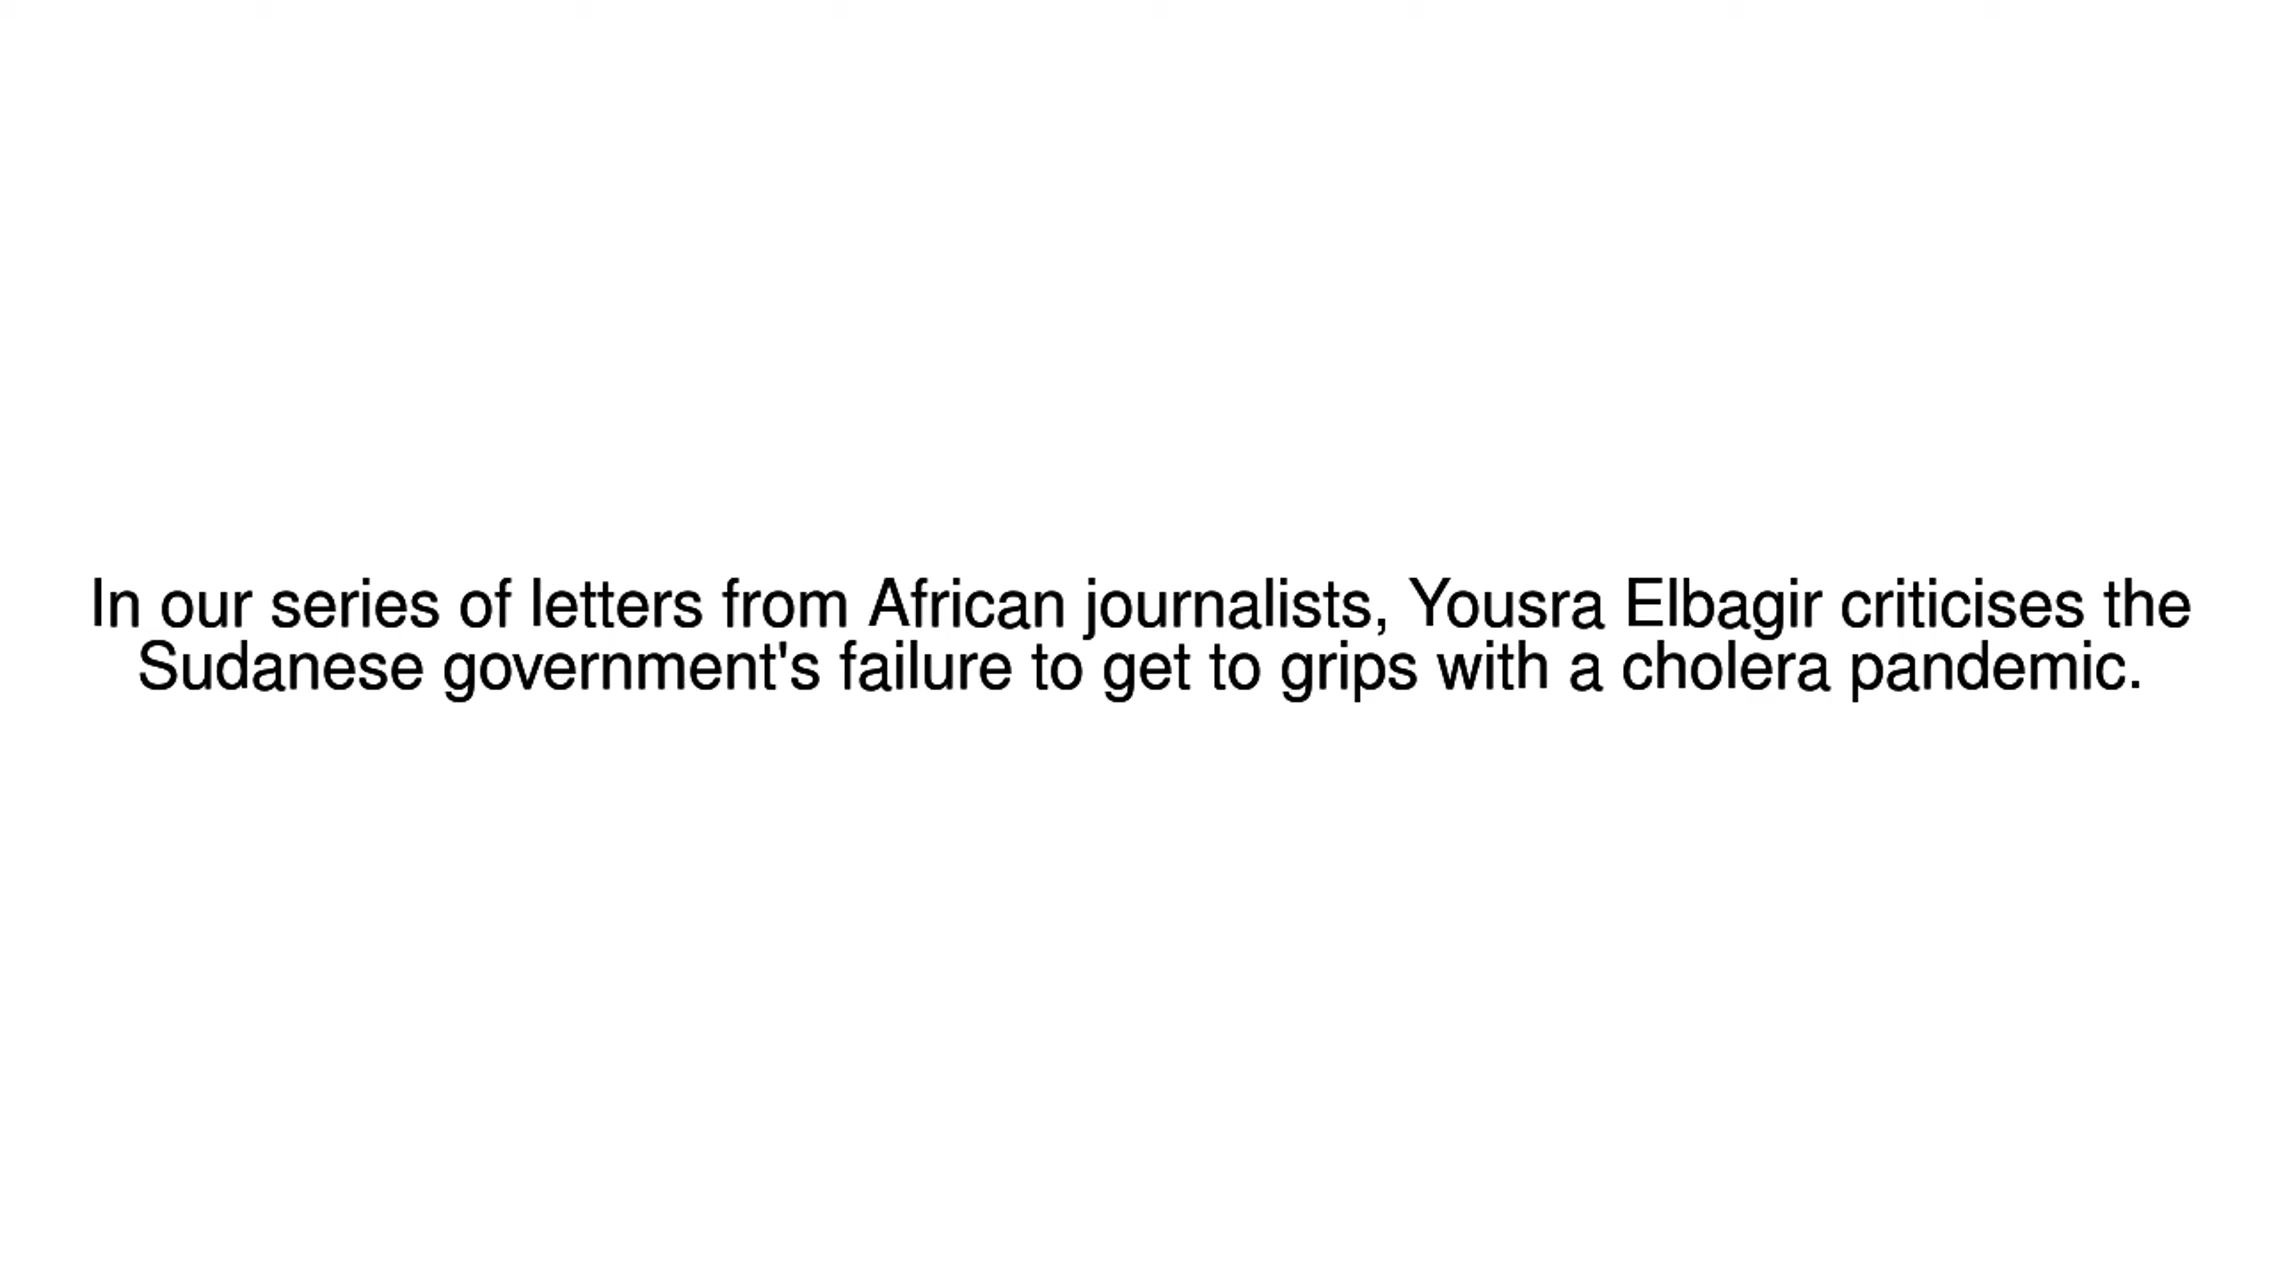 In our series of letters from African journalists, Yousra Elbagir criticises the
Sudanese government's failure to get to grips with a cholera pandemic.